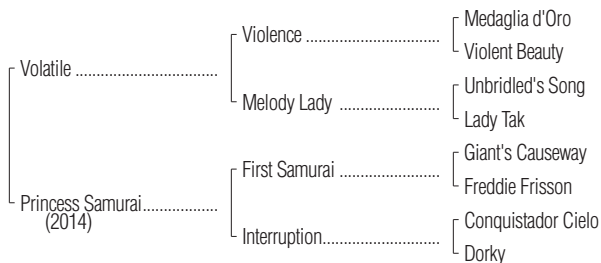 Medaglia d'Oro
Violence ........................................
Violent Beauty
Volatile ...........................................
Unbridled's Song
Melody Lady ..............................
Lady Tak
Giant's Causeway
First Samurai ..............................
Freddie Frisson
Princess Samurai......................
(2014)
Conquistador Cielo
Interruption...................................
Dorky